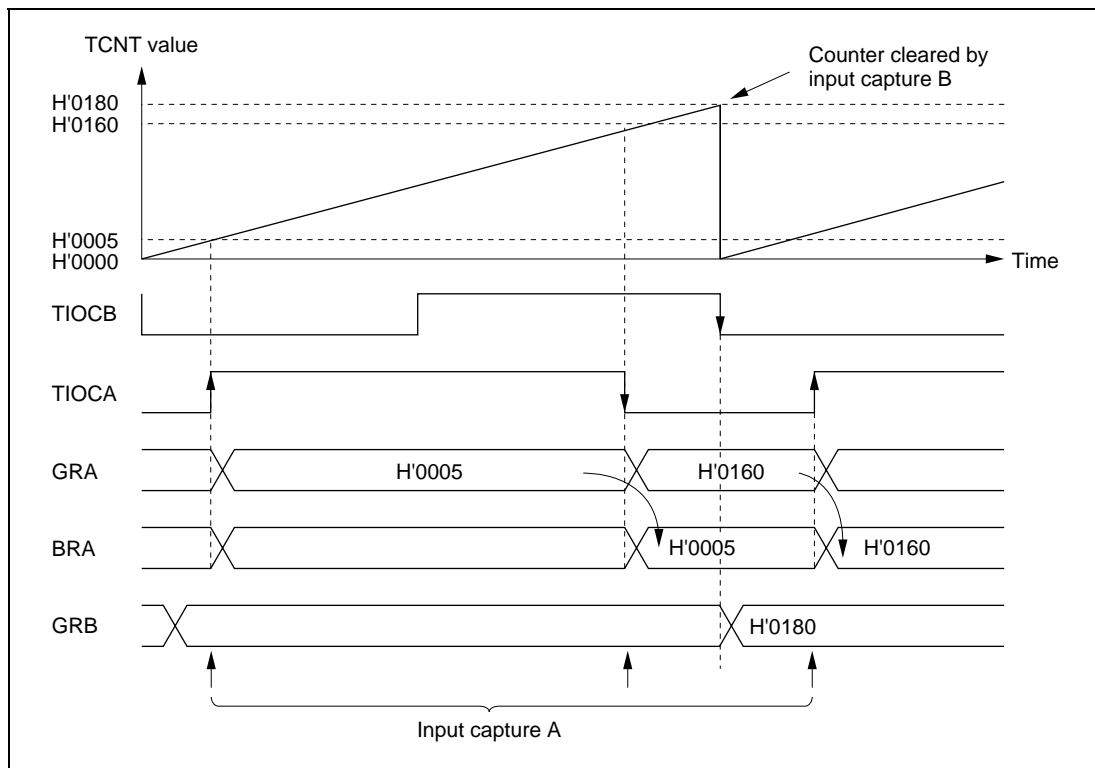 TCNT value
Counter cleared by
input capture B
H'0180
H'0160
H'0005
H'0000
Time
TIOCB
TIOCA
GRA
H'0005
H'0160
BRA
H'0005
H'0160
GRB
H'0180
Input capture A